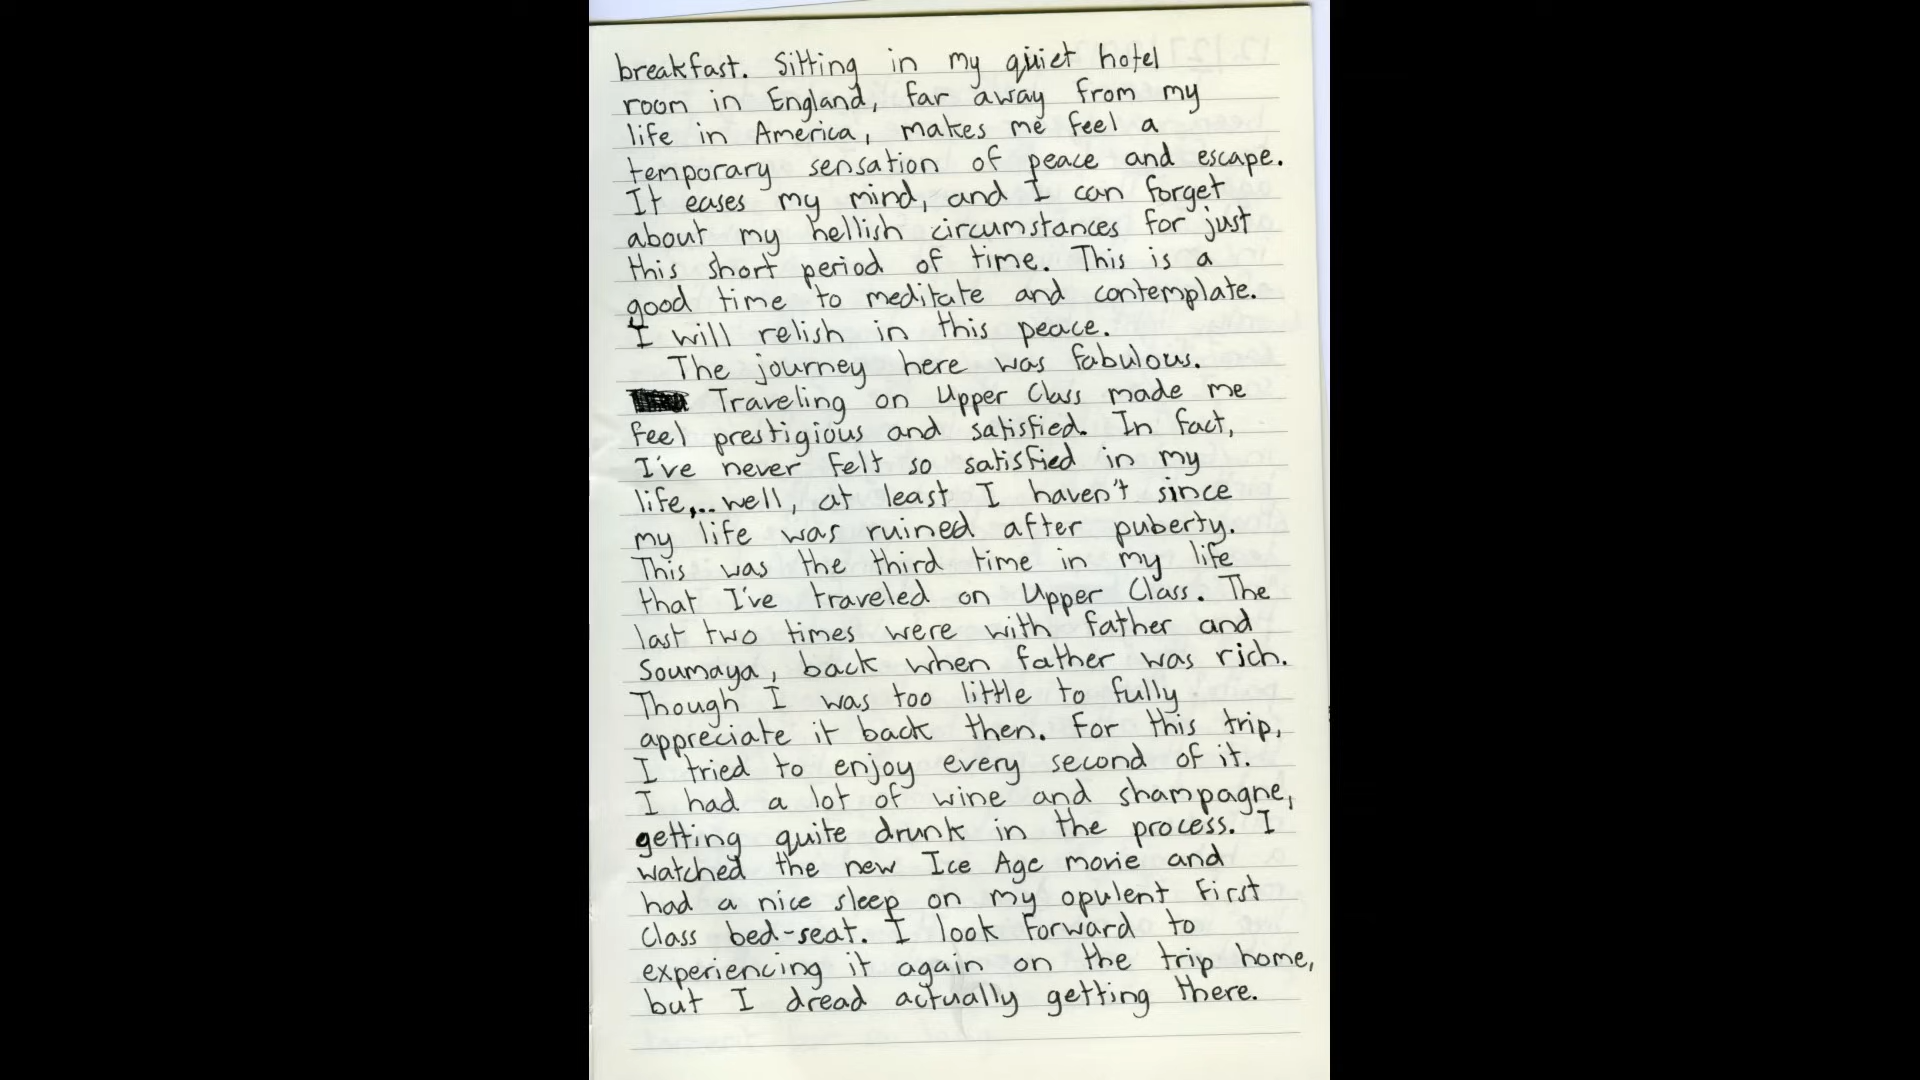 breakfast. Sitting in my quiet hotel
room in England, far away from my
life in America, makes me feel a
temporary sensation of peace and escape.
It eases my mind, and I can forget
about my hellish circumstances for just
this short period of time. This is a
good time to meditate and contemplate.
I will relish in this peace.
The journey here was fabulous.
Traveling on Upper Class made me
feel prestigious and satisfied. In fact,
I've never felt so satisfied in my
life,... well, at least I haven't since
my life was ruined after puberty.
This was the third time in my life
that I've traveled on Upper Class. The
last two times were with father and
Soumaya, back when father was rich.
Though I was too little to fully
appreciate it back then. For this trip,
I tried to enjoy every second of it.
I had a lot of wine and shampagne,
getting quite drunk in the process. I
watched the new Ice Age movie and
had a nice sleep on my opulent First
Class bed-seat. I look forward to
experiencing it again on the trip home,
but I dread actually getting there.